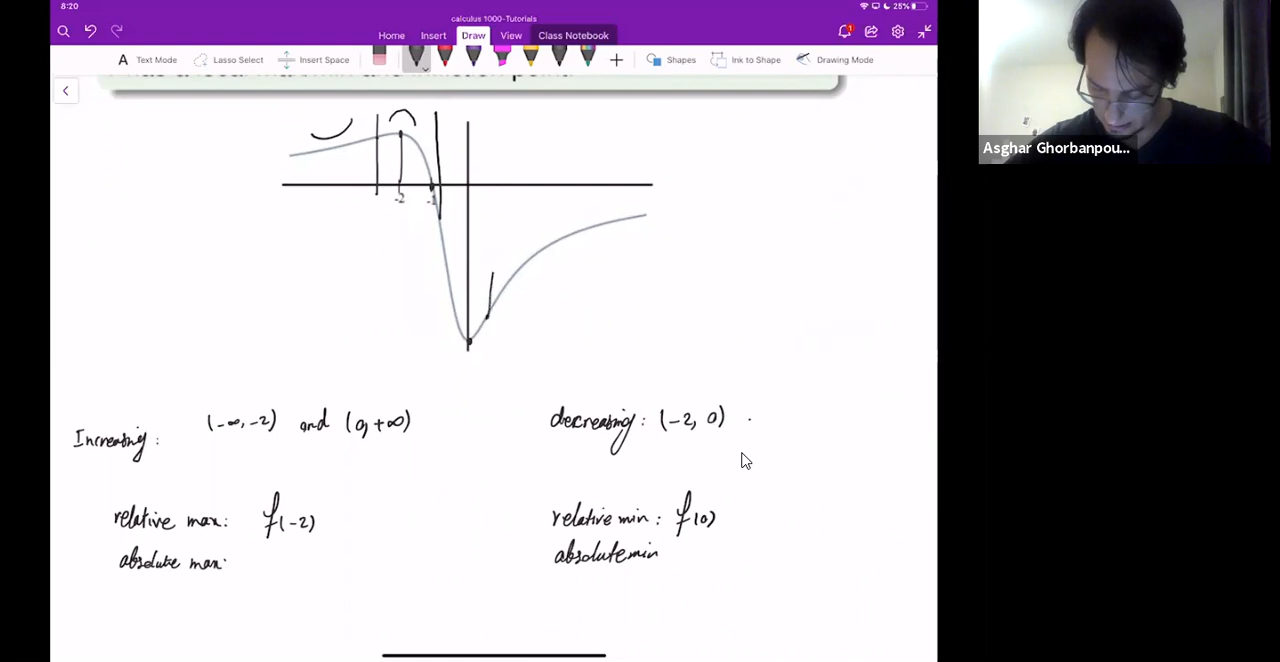 8:20
25%
calculus 1000-Tutorials
Home Insert Draw View Class Notebook
1
A Text Mode Lasso Select Insert Space Shapes Ink to Shape Drawing Mode
Asghar Ghorbanpou...
-2 -1
Increasing: (-∞, -2) and (0, +∞) decreasing: (-2, 0)
relative max: f(-2) relative min: f(0)
absolute max: absolute min